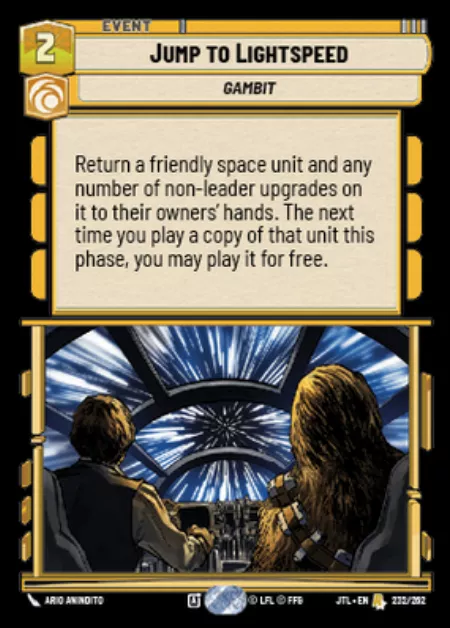 EVENT
2
JUMP TO LIGHTSPEED
GAMBIT
Return a friendly space unit and any
number of non-leader upgrades on
it to their owners' hands. The next
time you play a copy of that unit this
phase, you may play it for free.
ARIO ANINDITO
A
© LFL © FFG
JTL • EN
232/262